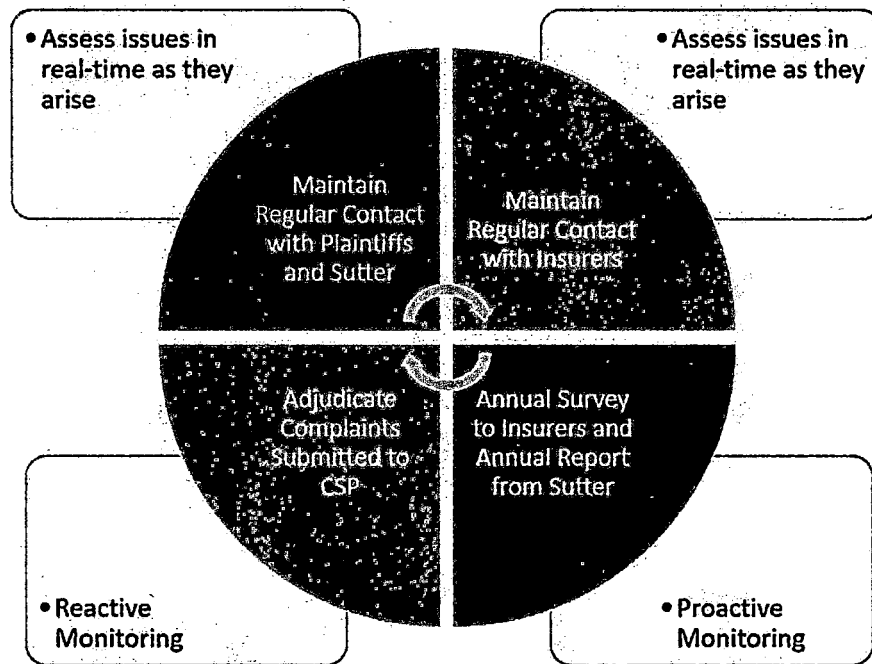 • Assess issues in
real-time as they
arise
• Assess issues in
real-time as they
arise
Maintain
Regular Contact
with Plaintiffs
and Sutter
Maintain
Regular Contact
with Insurers
Adjudicate
Complaints
Submitted to
CSP
Annual Survey
to Insurers and
Annual Report
from Sutter
• Reactive
Monitoring
• Proactive
Monitoring